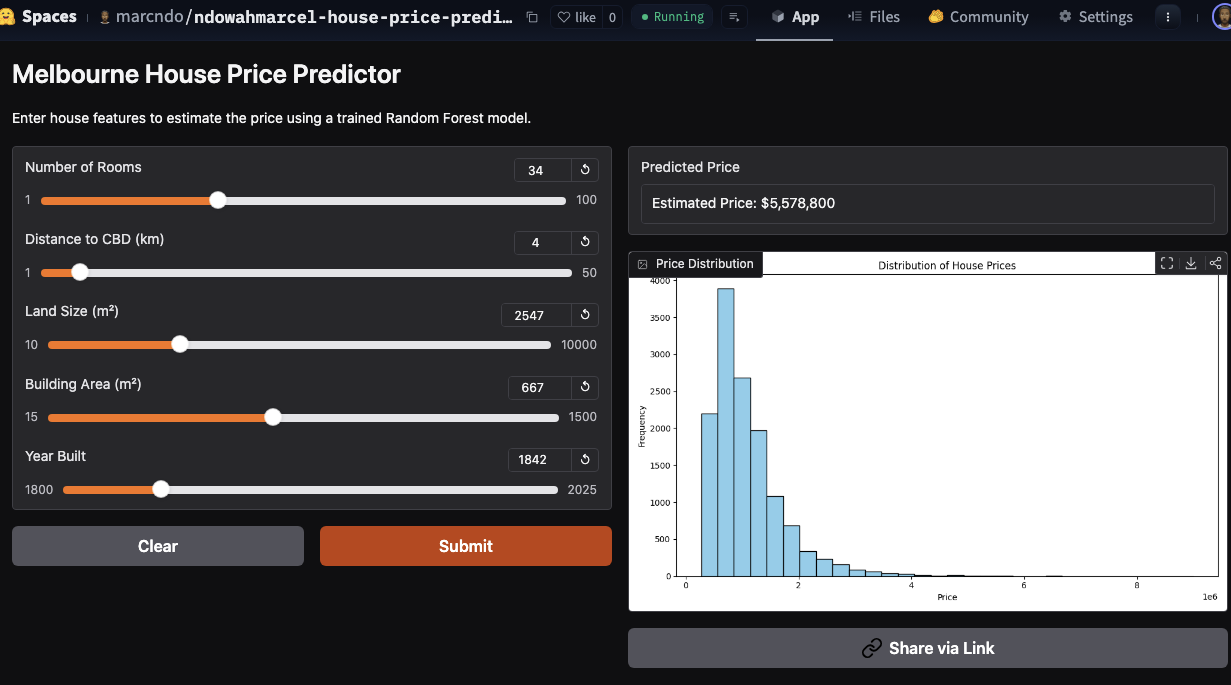 Spaces
marcndo/ndowahmarcel-house-price-predi...
like 0
Running
App
Files
Community
Settings
Melbourne House Price Predictor
Enter house features to estimate the price using a trained Random Forest model.
Number of Rooms
34
1
100
Distance to CBD (km)
4
1
50
Land Size (m²)
2547
10
10000
Building Area (m²)
667
15
1500
Year Built
1842
1800
2025
Clear
Submit
Predicted Price
Estimated Price: $5,578,800
Price Distribution
Distribution of House Prices
4000
3500
3000
2500
2000
1500
1000
500
0
Frequency
0 2 4 6 8
1e6
Price
Share via Link